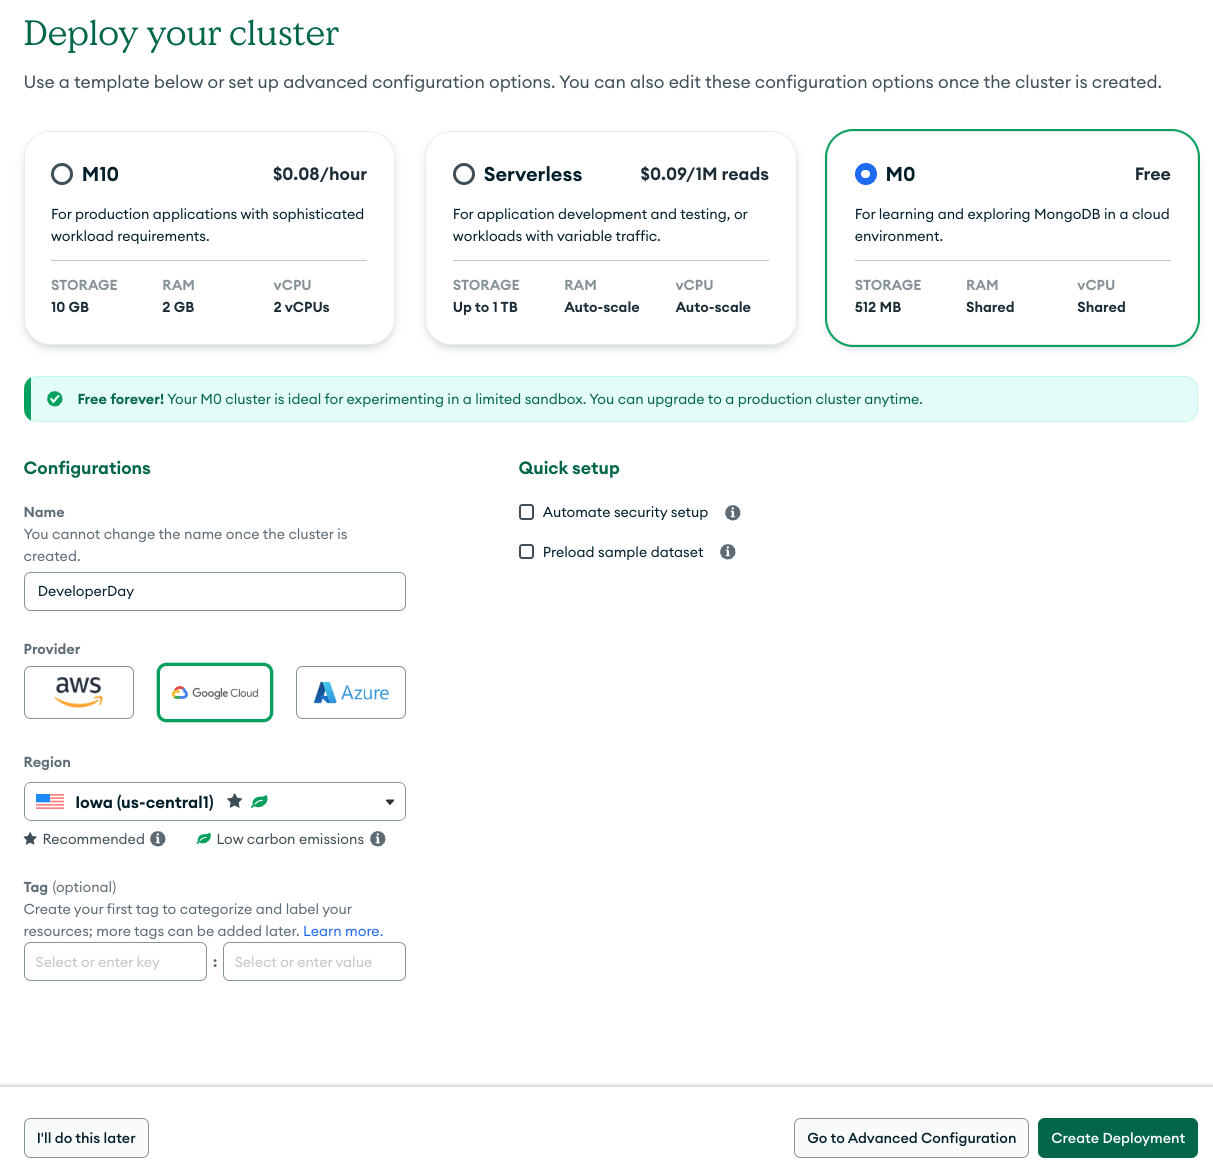 Deploy your cluster
Use a template below or set up advanced configuration options. You can also edit these configuration options once the cluster is created.
M10 $0.08/hour
For production applications with sophisticated
workload requirements.
STORAGE RAM vCPU
10 GB 2 GB 2 vCPUs
Serverless $0.09/1M reads
For application development and testing, or
workloads with variable traffic.
STORAGE RAM vCPU
Up to 1 TB Auto-scale Auto-scale
M0 Free
For learning and exploring MongoDB in a cloud
environment.
STORAGE RAM vCPU
512 MB Shared Shared
Free forever! Your M0 cluster is ideal for experimenting in a limited sandbox. You can upgrade to a production cluster anytime.
Configurations
Name
You cannot change the name once the cluster is
created.
DeveloperDay
Provider
aws Google Cloud Azure
Region
Iowa (us-central1)
Recommended Low carbon emissions
Tag (optional)
Create your first tag to categorize and label your
resources; more tags can be added later. Learn more.
Select or enter key : Select or enter value
Quick setup
Automate security setup
Preload sample dataset
I'll do this later Go to Advanced Configuration Create Deployment